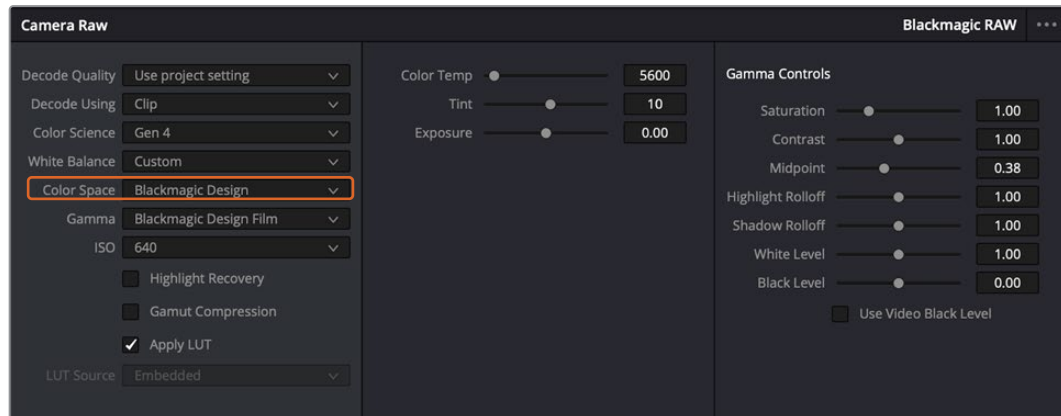 Camera Raw
Blackmagic RAW
Decode Quality Use project setting
Decode Using Clip
Color Science Gen 4
White Balance Custom
Color Space Blackmagic Design
Gamma Blackmagic Design Film
ISO 640
Highlight Recovery
Gamut Compression
Apply LUT
LUT Source Embedded
Color Temp 5600
Tint 10
Exposure 0.00
Gamma Controls
Saturation 1.00
Contrast 1.00
Midpoint 0.38
Highlight Rolloff 1.00
Shadow Rolloff 1.00
White Level 1.00
Black Level 0.00
Use Video Black Level